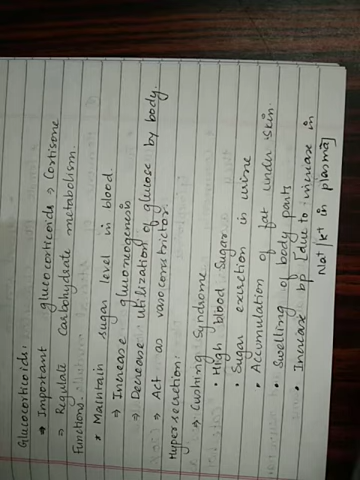 Glucocorticoids:
→ Important glucocorticoids → Cortisone
→ Regulate Carbohydrate metabolism.
Functions.
* Maintain sugar level in blood.
→ Increase gluconeogenesis
→ Decrease utilization of glucose by body.
→ Act as vasoconstrictor.
Hypersecretion:
→ Cushing Syndrome
• High blood Sugar
• Sugar excretion in urine
• Accumulation of fat under skin.
• Swelling of body parts
• Increase bp [due to increase in
Na+/k+ in plasma]